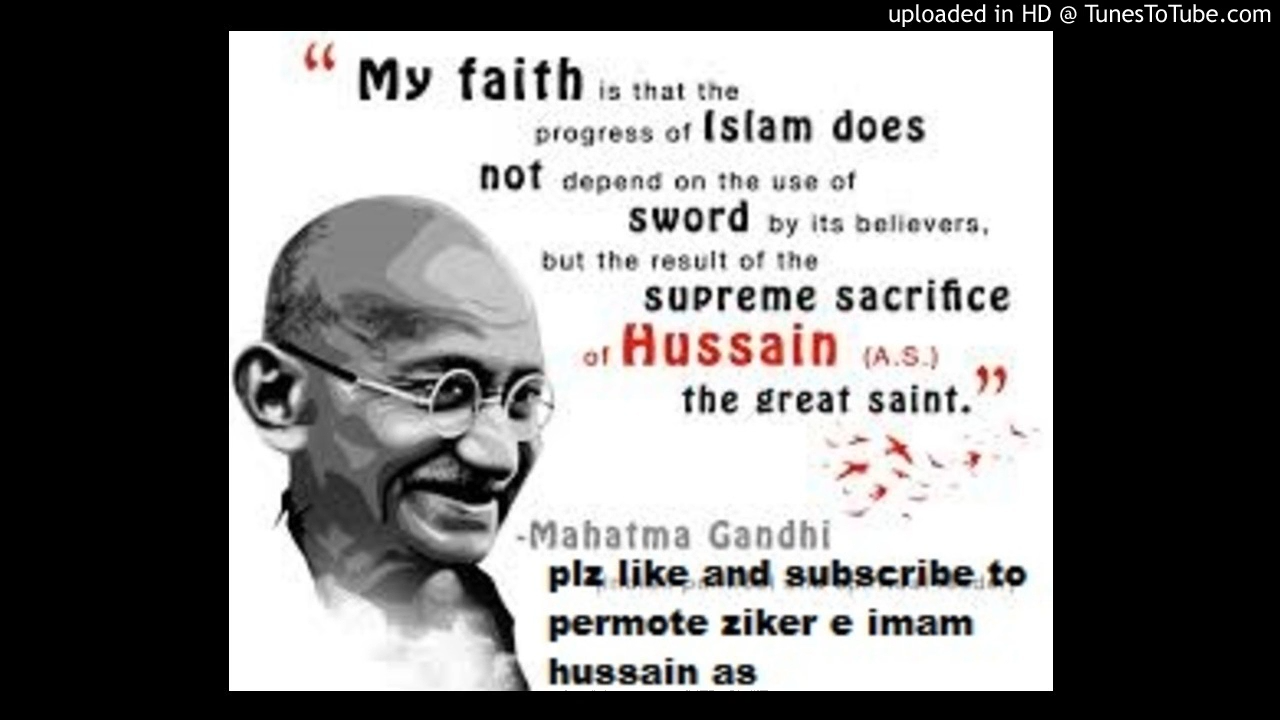 uploaded in HD @ TunesToTube.com
“ My faith is that the
progress of Islam does
not depend on the use of
sword by its believers,
but the result of the
supreme sacrifice
of Hussain (A.S.)
the great saint.”
-Mahatma Gandhi
plz like and subscribe to
permote ziker e imam
hussain as